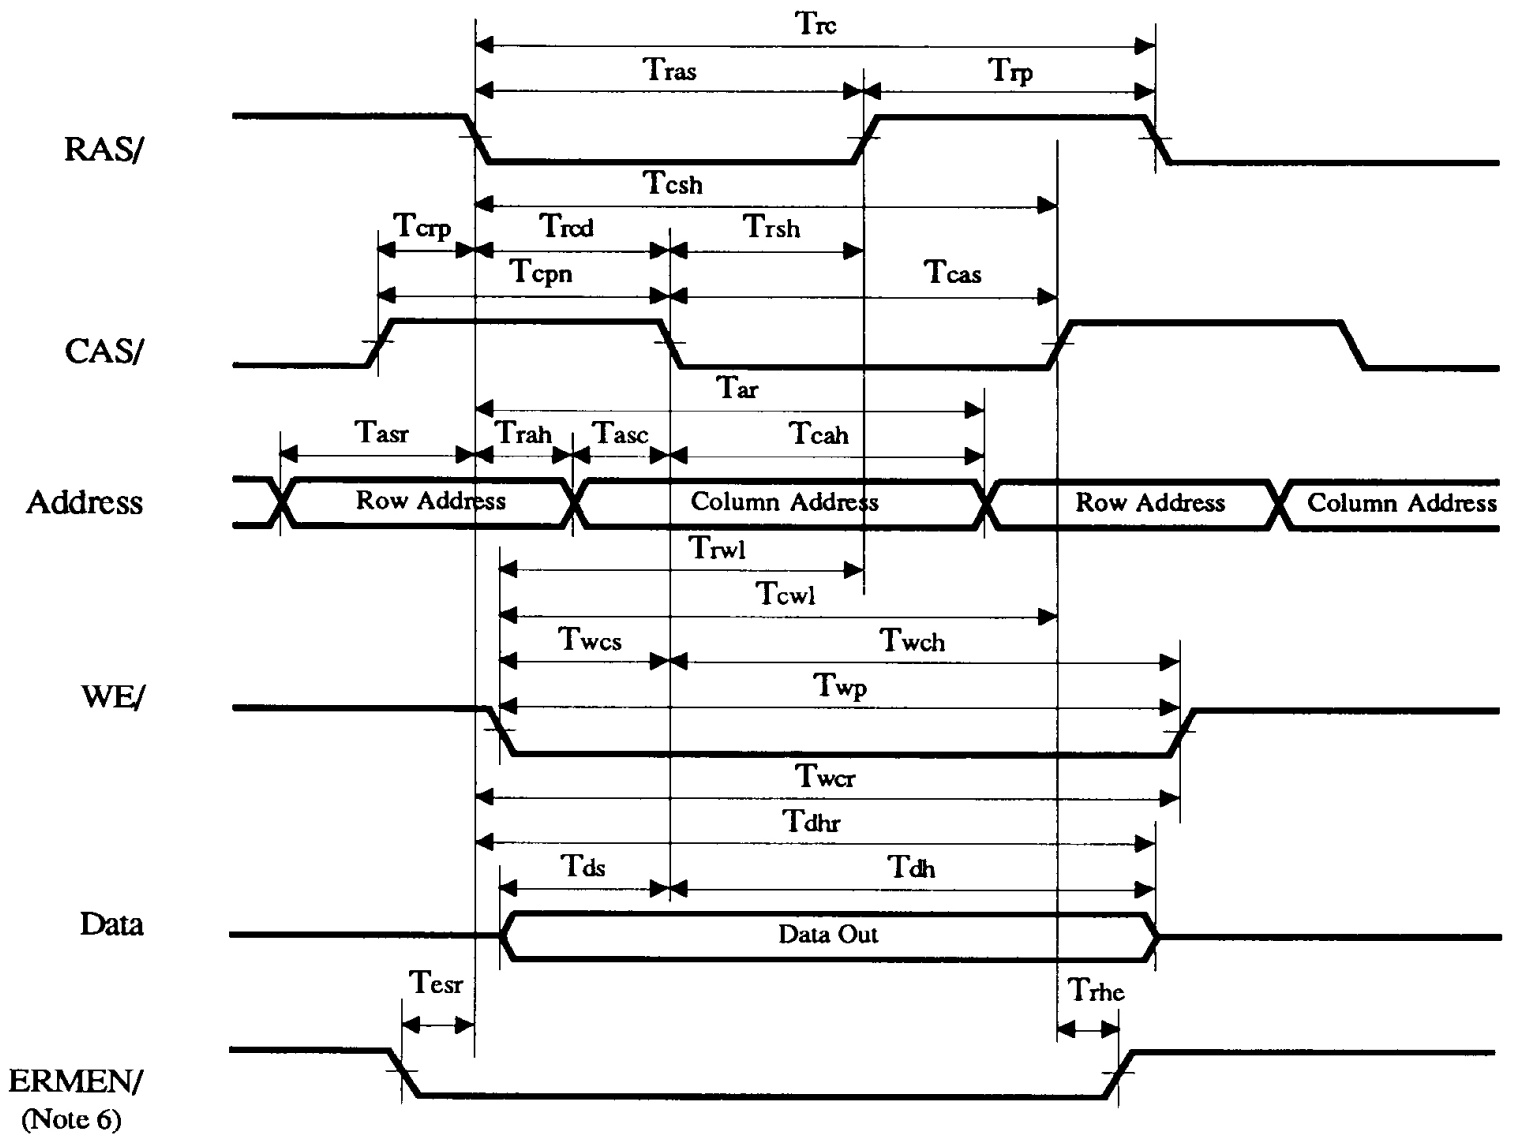 Trc
Tras
Trp
RAS/
Tcsh
Tcrp
Trcd
Trsh
Tcpn
Tcas
CAS/
Tar
Tasr
Trah
Tasc
Tcah
Address
Row Address
Column Address
Row Address
Column Address
Trwl
Tcwl
Twcs
Twch
Twp
WE/
Twcr
Tdhr
Tds
Tdh
Data
Data Out
Tesr
Trhe
ERMEN/
(Note 6)